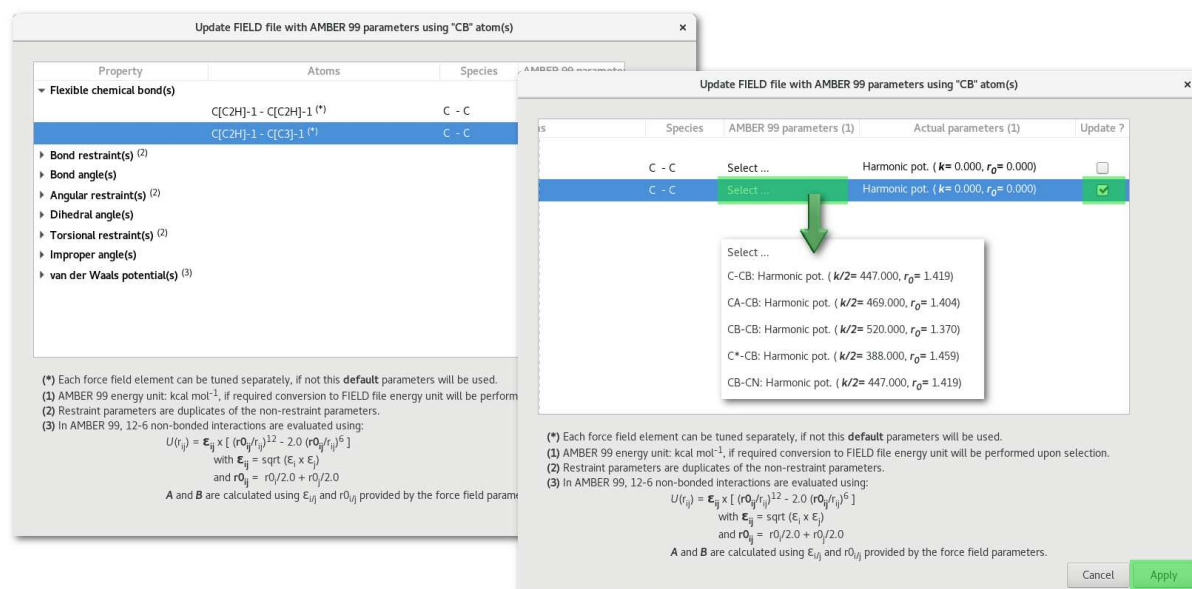 Update FIELD file with AMBER 99 parameters using "CB" atom(s) ×
Property Atoms Species AMBER 99 parameter
Flexible chemical bond(s)
C[C2H]-1 - C[C2H]-1 (*) C - C
C[C2H]-1 - C[C3]-1 (*) C - C
Bond restraint(s) (2)
Bond angle(s)
Angular restraint(s) (2)
Dihedral angle(s)
Torsional restraint(s) (2)
Improper angle(s)
van der Waals potential(s) (3)
(*) Each force field element can be tuned separately, if not this default parameters will be used.
(1) AMBER 99 energy unit: kcal mol-1, if required conversion to FIELD file energy unit will be perform
(2) Restraint parameters are duplicates of the non-restraint parameters.
(3) In AMBER 99, 12-6 non-bonded interactions are evaluated using:
U(rij) = εij x [ (r0ij/rij)12 - 2.0 (r0ij/rij)6 ]
with εij = sqrt (εi x εj)
and r0ij = r0i/2.0 + r0j/2.0
A and B are calculated using εi/j and r0i/j provided by the force field parame
Update FIELD file with AMBER 99 parameters using "CB" atom(s) ×
ns Species AMBER 99 parameters (1) Actual parameters (1) Update ?
C - C Select ... Harmonic pot. ( k= 0.000, r0= 0.000)
C - C Select ... Harmonic pot. ( k= 0.000, r0= 0.000)
Select ...
C-CB: Harmonic pot. ( k/2= 447.000, r0= 1.419)
CA-CB: Harmonic pot. ( k/2= 469.000, r0= 1.404)
CB-CB: Harmonic pot. ( k/2= 520.000, r0= 1.370)
C*-CB: Harmonic pot. ( k/2= 388.000, r0= 1.459)
CB-CN: Harmonic pot. ( k/2= 447.000, r0= 1.419)
(*) Each force field element can be tuned separately, if not this default parameters will be used.
(1) AMBER 99 energy unit: kcal mol-1, if required conversion to FIELD file energy unit will be performed upon selection.
(2) Restraint parameters are duplicates of the non-restraint parameters.
(3) In AMBER 99, 12-6 non-bonded interactions are evaluated using:
U(rij) = εij x [ (r0ij/rij)12 - 2.0 (r0ij/rij)6 ]
with εij = sqrt (εi x εj)
and r0ij = r0i/2.0 + r0j/2.0
A and B are calculated using εi/j and r0i/j provided by the force field parameters.
Cancel Apply